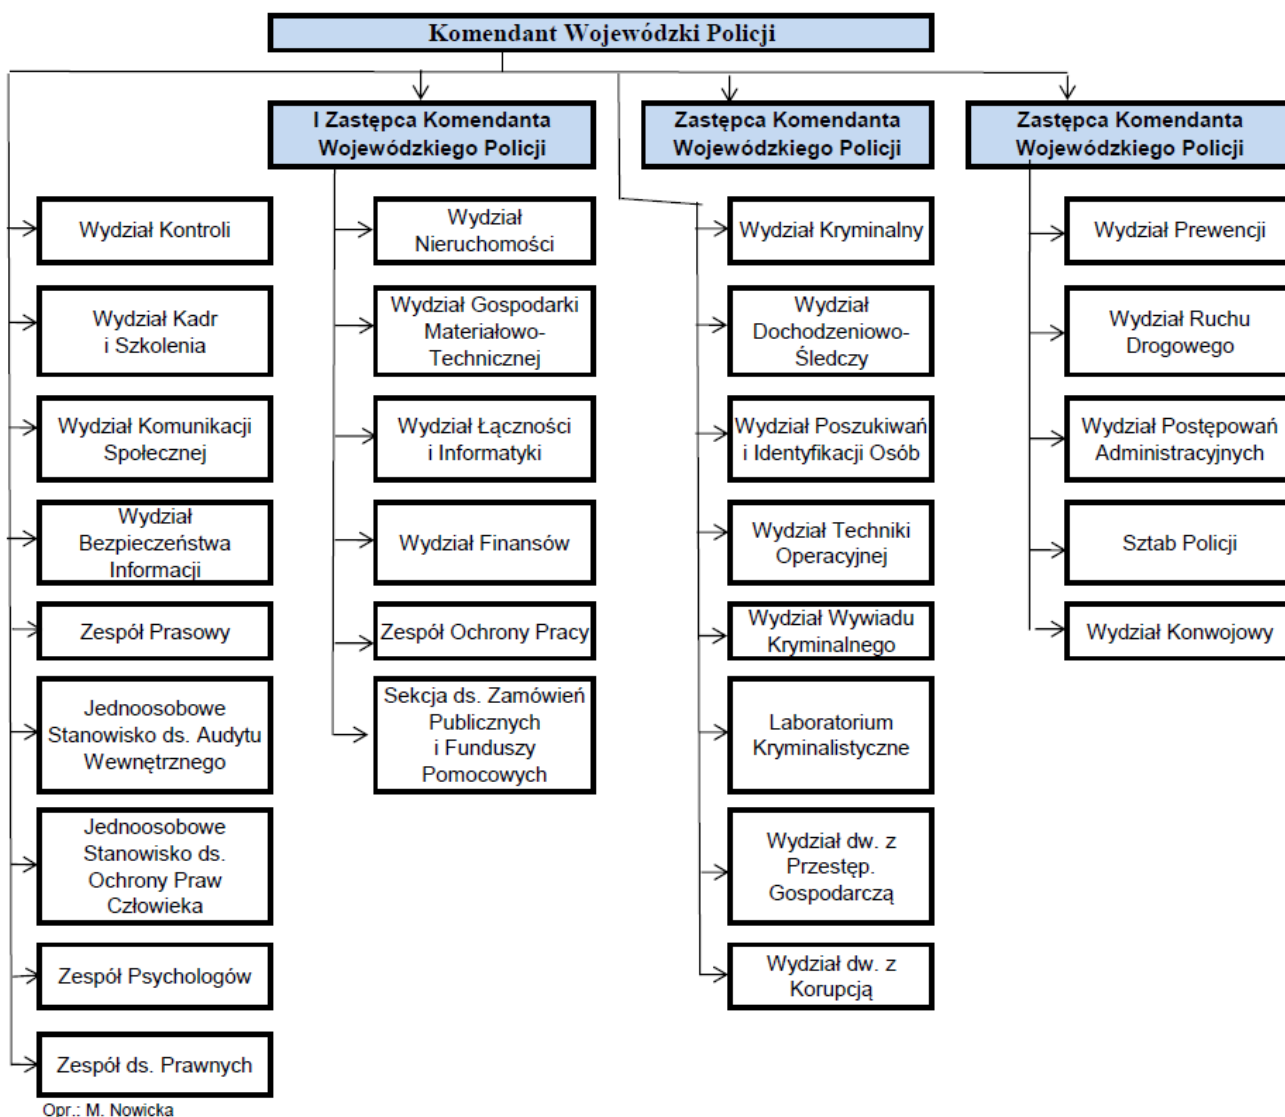 Komendant Wojewódzki Policji
I Zastępca Komendanta
Wojewódzkiego Policji
Zastępca Komendanta
Wojewódzkiego Policji
Zastępca Komendanta
Wojewódzkiego Policji
Wydział Kontroli
Wydział Kadr
i Szkolenia
Wydział Komunikacji
Społecznej
Wydział
Bezpieczeństwa
Informacji
Zespół Prasowy
Jednoosobowe
Stanowisko ds. Audytu
Wewnętrznego
Jednoosobowe
Stanowisko ds.
Ochrony Praw
Człowieka
Zespół Psychologów
Zespół ds. Prawnych
Wydział
Nieruchomości
Wydział Gospodarki
Materiałowo-
Technicznej
Wydział Łączności
i Informatyki
Wydział Finansów
Zespół Ochrony Pracy
Sekcja ds. Zamówień
Publicznych
i Funduszy
Pomocowych
Wydział Kryminalny
Wydział
Dochodzeniowo-
Śledczy
Wydział Poszukiwań
i Identyfikacji Osób
Wydział Techniki
Operacyjnej
Wydział Wywiadu
Kryminalnego
Laboratorium
Kryminalistyczne
Wydział dw. z
Przestęp.
Gospodarczą
Wydział dw. z
Korupcją
Wydział Prewencji
Wydział Ruchu
Drogowego
Wydział Postępowań
Administracyjnych
Sztab Policji
Wydział Konwojowy
Opr.: M. Nowicka